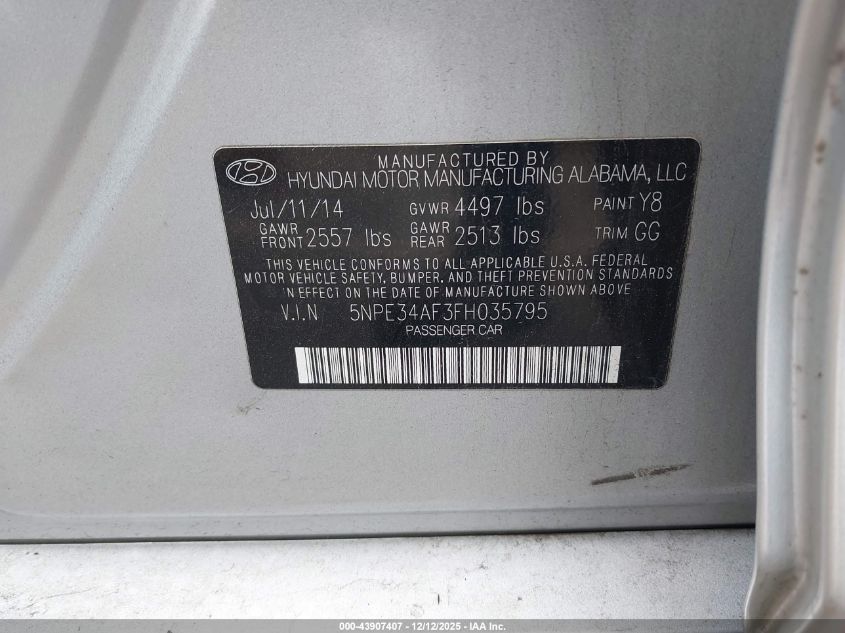 MANUFACTURED BY
HYUNDAI MOTOR MANUFACTURING ALABAMA, LLC
Jul/11/14 GVWR 4497 lbs PAINT Y8
GAWR FRONT 2557 lbs GAWR REAR 2513 lbs TRIM GG
THIS VEHICLE CONFORMS TO ALL APPLICABLE U.S.A. FEDERAL
MOTOR VEHICLE SAFETY, BUMPER, AND THEFT PREVENTION STANDARDS
IN EFFECT ON THE DATE OF MANUFACTURE SHOWN ABOVE
V.I.N 5NPE34AF3FH035795
PASSENGER CAR
000-43907407 - 12/12/2025 - IAA Inc.